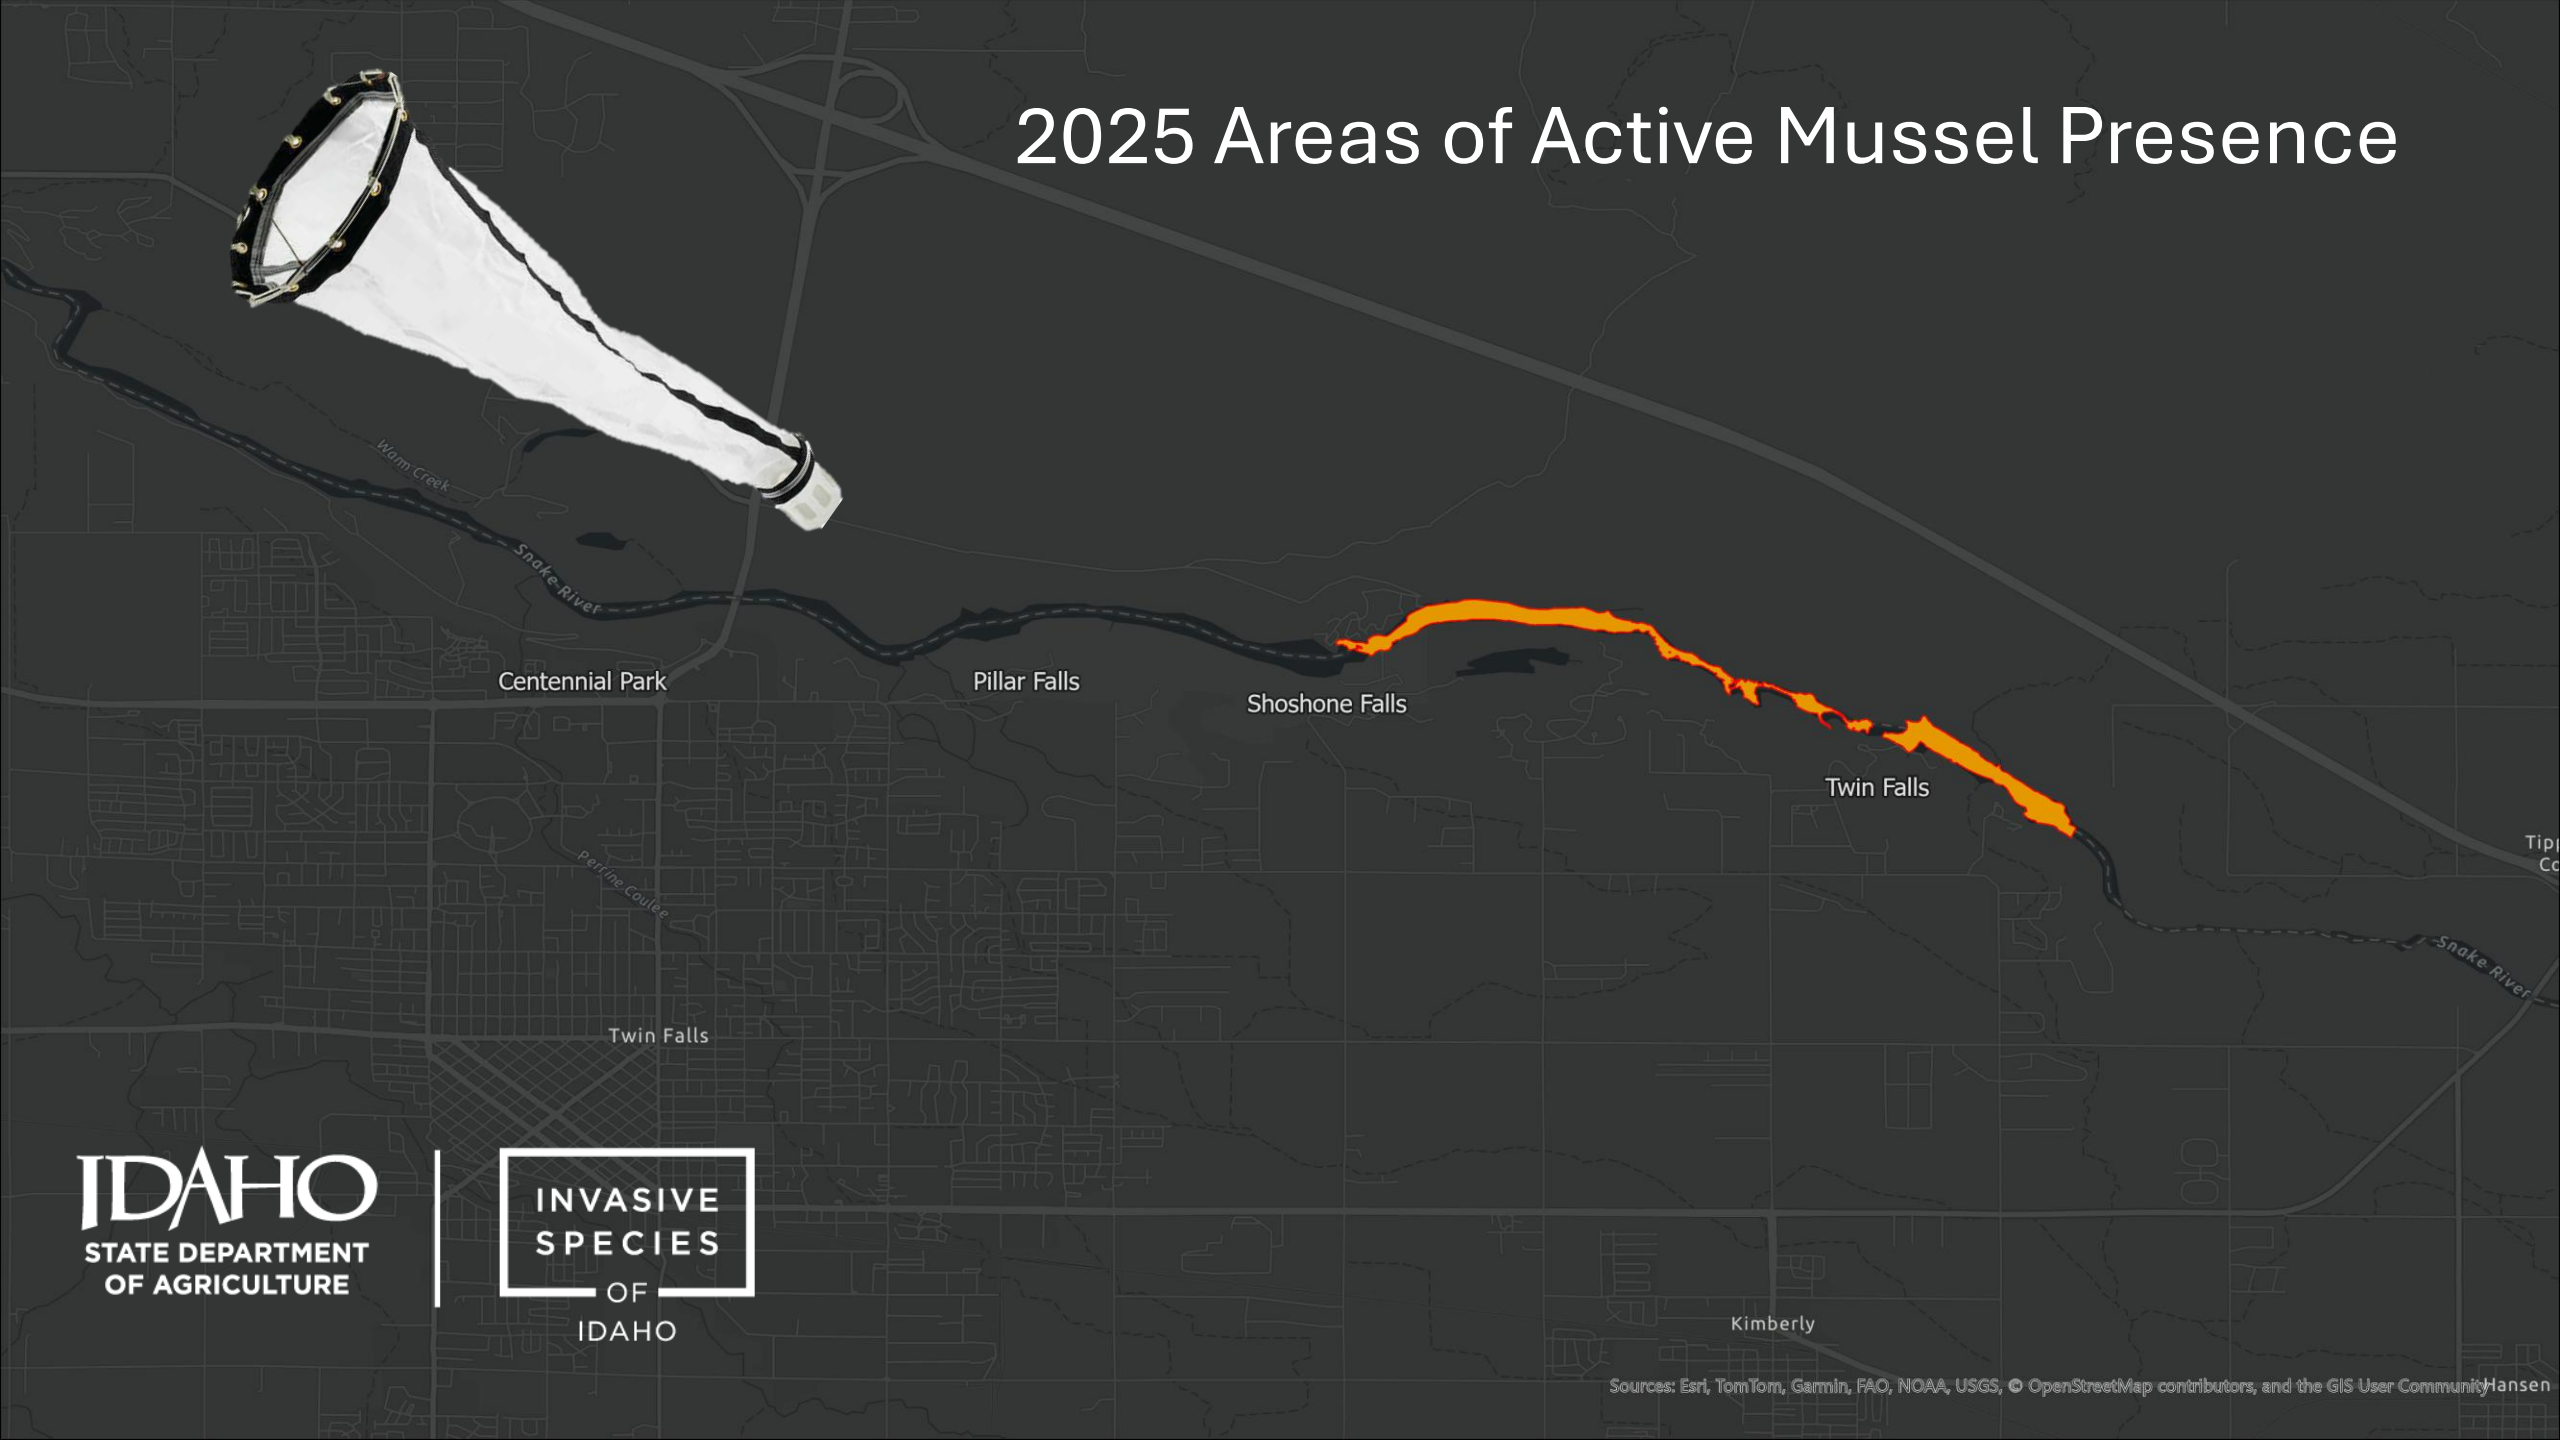 2025 Areas of Active Mussel Presence
Warm Creek
Snake River
Centennial Park
Pillar Falls
Shoshone Falls
Twin Falls
Perrine Coulee
Snake River
Twin Falls
IDAHO
STATE DEPARTMENT
OF AGRICULTURE
INVASIVE
SPECIES
OF
IDAHO
Kimberly
Sources: Esri, TomTom, Garmin, FAO, NOAA, USGS, © OpenStreetMap contributors, and the GIS User Community
Hansen